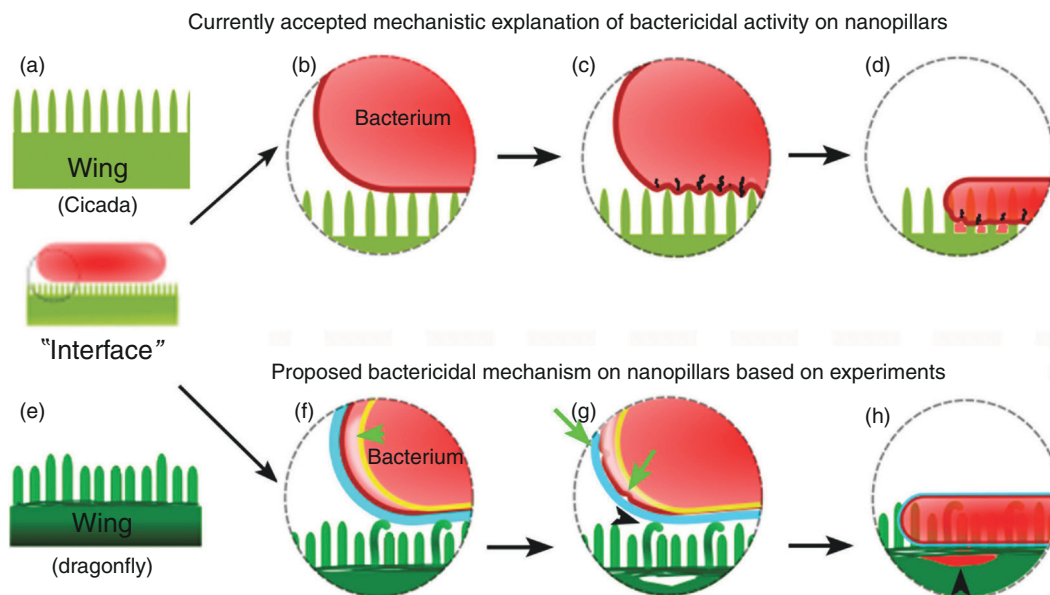 Currently accepted mechanistic explanation of bactericidal activity on nanopillars
(a)
(b)
(c)
(d)
Bacterium
Wing
(Cicada)
"Interface"
Proposed bactericidal mechanism on nanopillars based on experiments
(e)
(f)
(g)
(h)
Bacterium
Wing
(dragonfly)